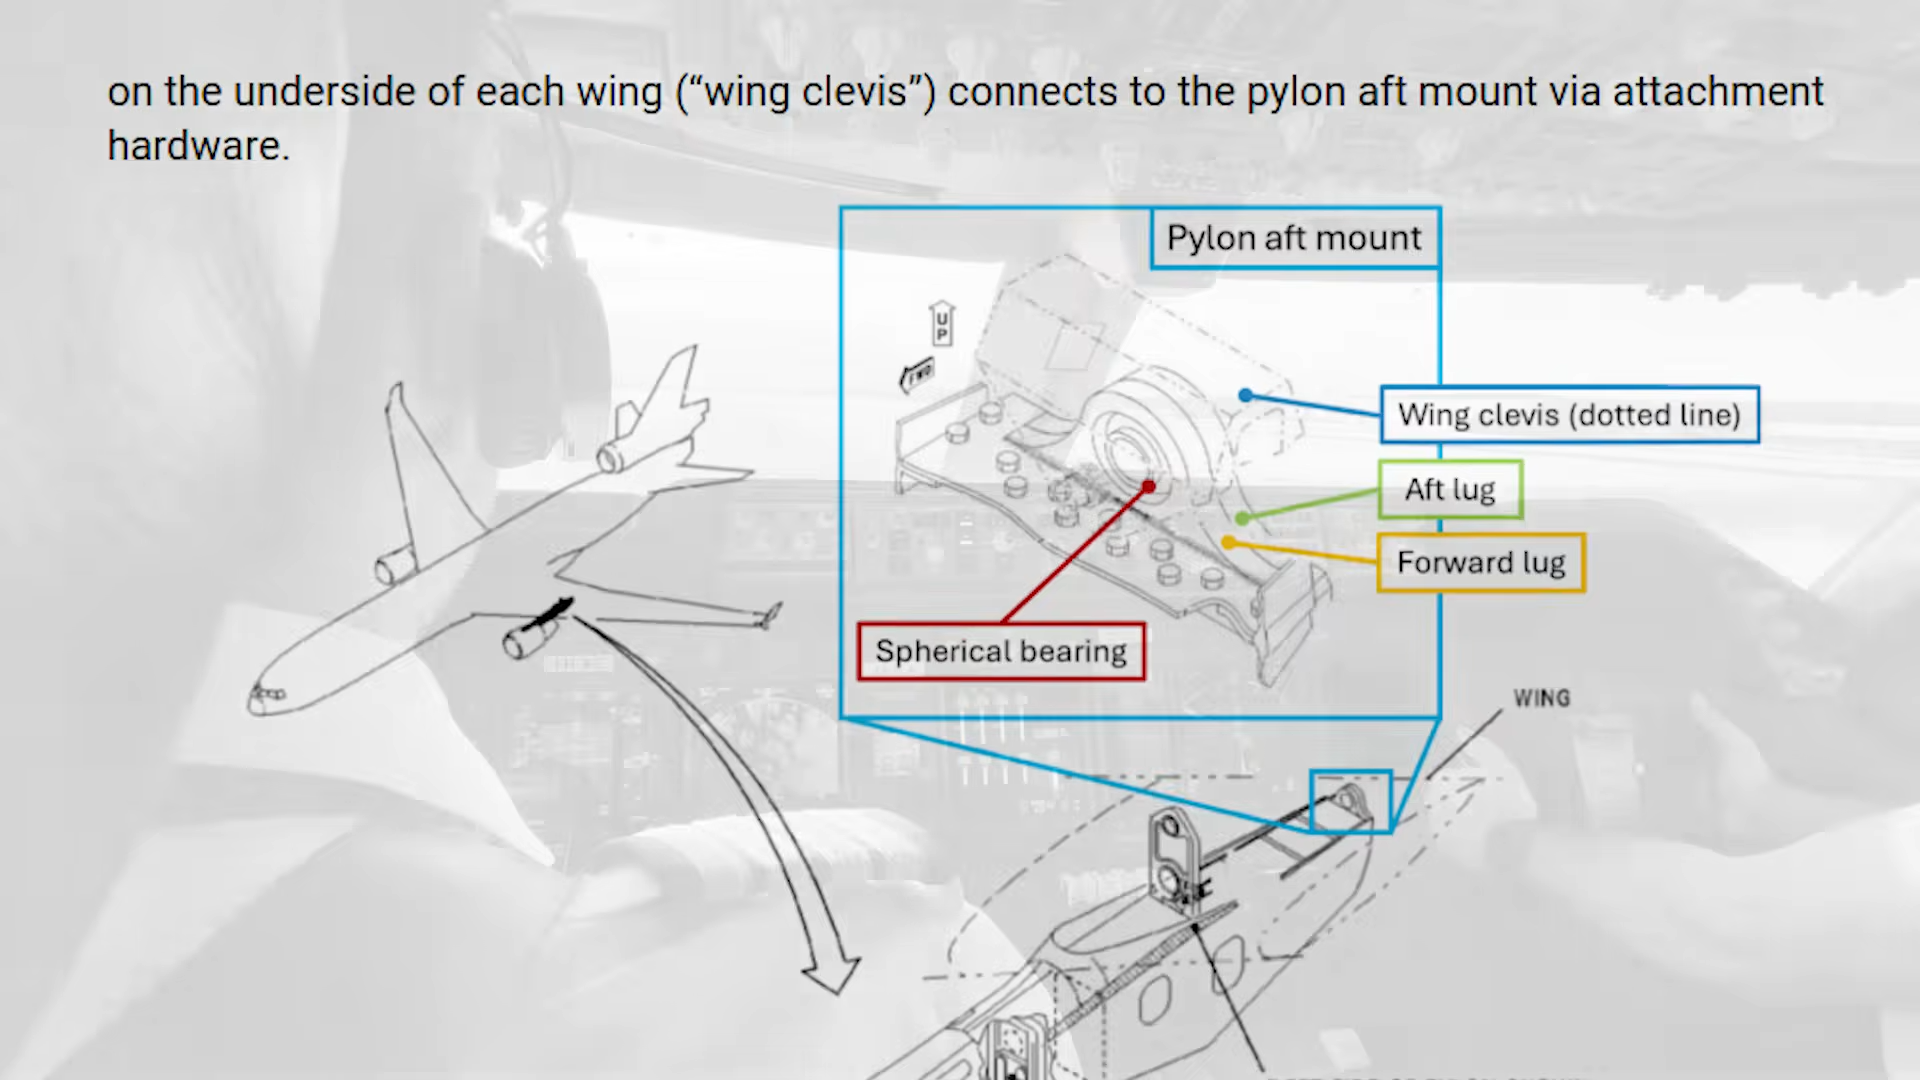 on the underside of each wing (“wing clevis”) connects to the pylon aft mount via attachment
hardware.
Pylon aft mount
UP
FWD
Wing clevis (dotted line)
Aft lug
Forward lug
Spherical bearing
WING